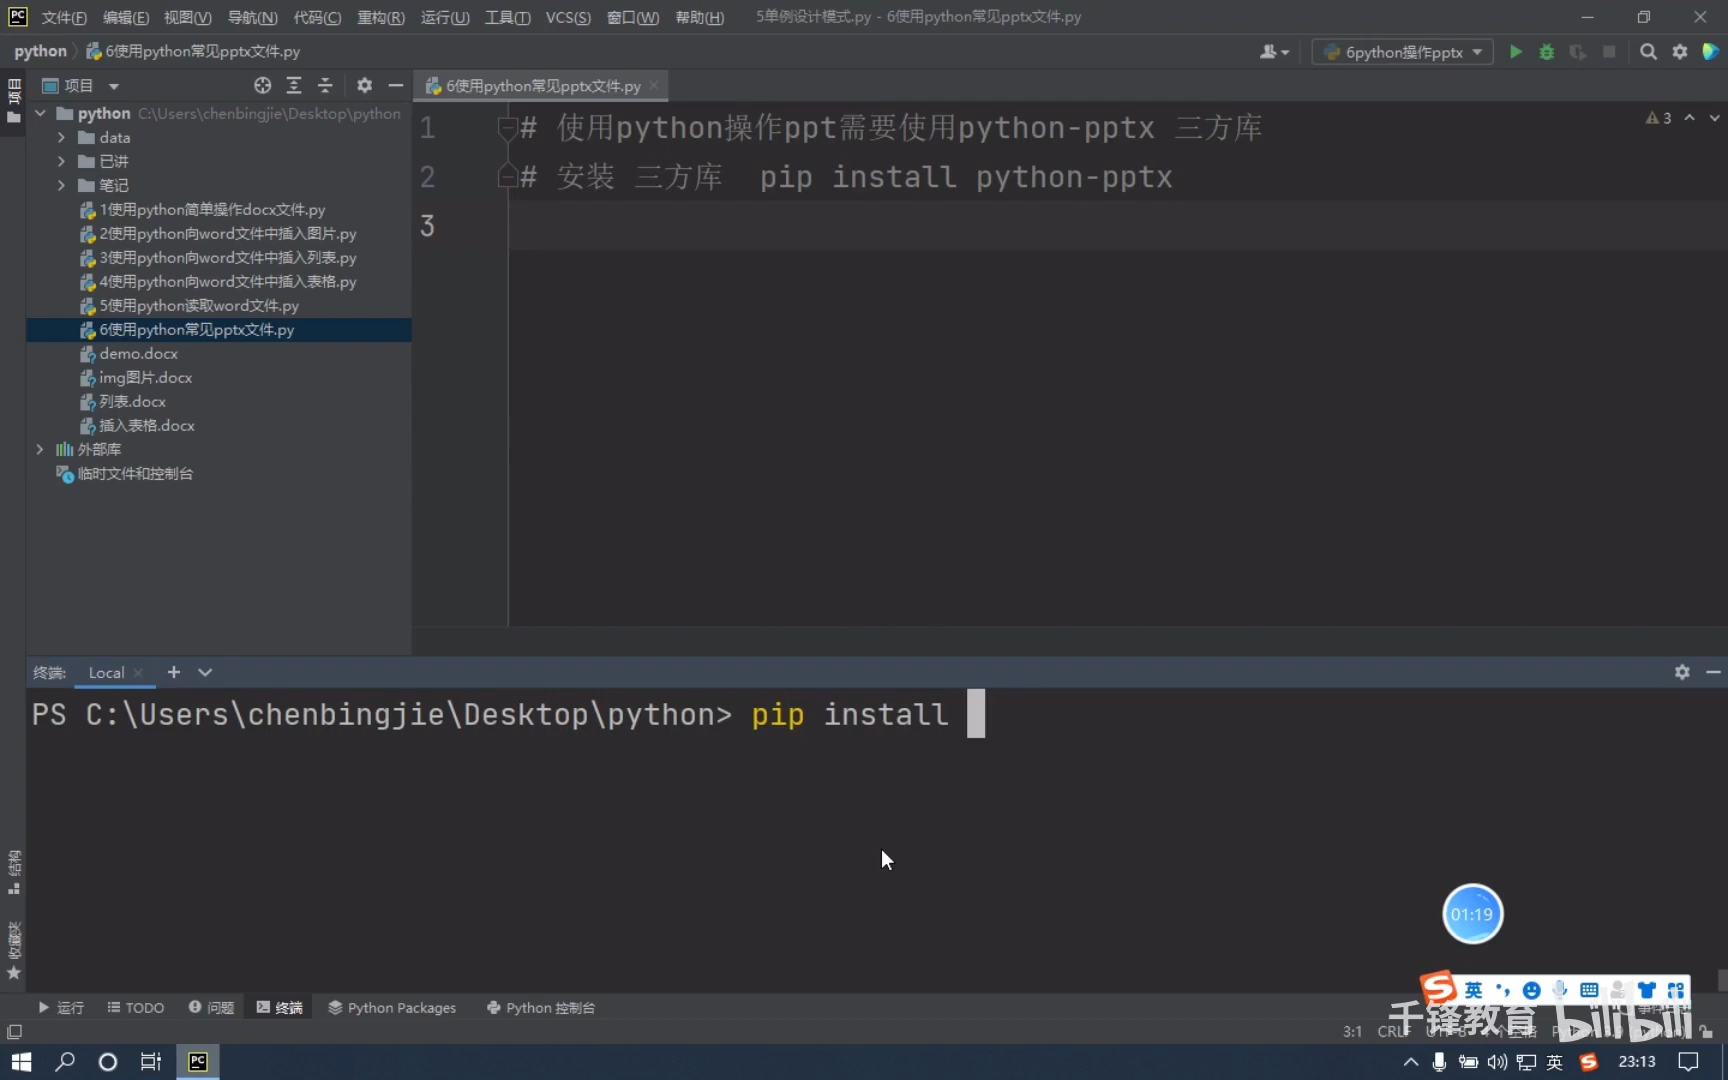 文件(F) 编辑(E) 视图(V) 导航(N) 代码(C) 重构(R) 运行(U) 工具(T) VCS(S) 窗口(W) 帮助(H) 5单例设计模式.py - 6使用python常见pptx文件.py
python 6使用python常见pptx文件.py 6python操作pptx
项目 6使用python常见pptx文件.py
项目
python C:\Users\chenbingjie\Desktop\python
data
已讲
笔记
1使用python简单操作docx文件.py
2使用python向word文件中插入图片.py
3使用python向word文件中插入列表.py
4使用python向word文件中插入表格.py
5使用python读取word文件.py
6使用python常见pptx文件.py
demo.docx
img图片.docx
列表.docx
插入表格.docx
外部库
临时文件和控制台
1 # 使用python操作ppt需要使用python-pptx 三方库
2 # 安装 三方库  pip install python-pptx
3
3
终端: Local
PS C:\Users\chenbingjie\Desktop\python> pip install
结构
收藏夹
01:19
英
千锋教育 bilibili
运行 TODO 问题 终端 Python Packages Python 控制台
3:1 CRLF UTF-8
英 23:13